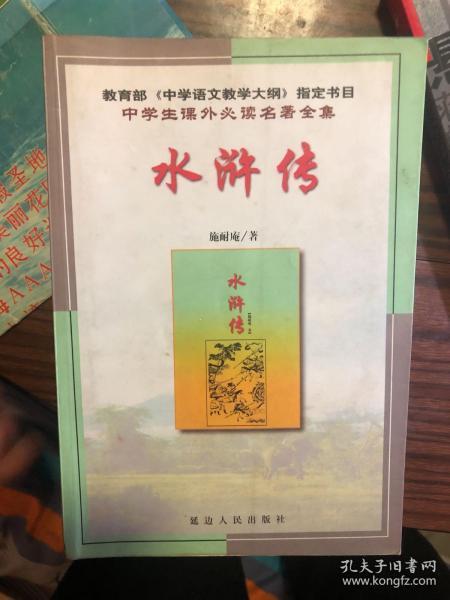 教育部《中学语文教学大纲》指定书目
中学生课外必读名著全集
水浒传
施耐庵/著
水浒传
延边人民出版社
孔夫子旧书网
www.kongfz.com